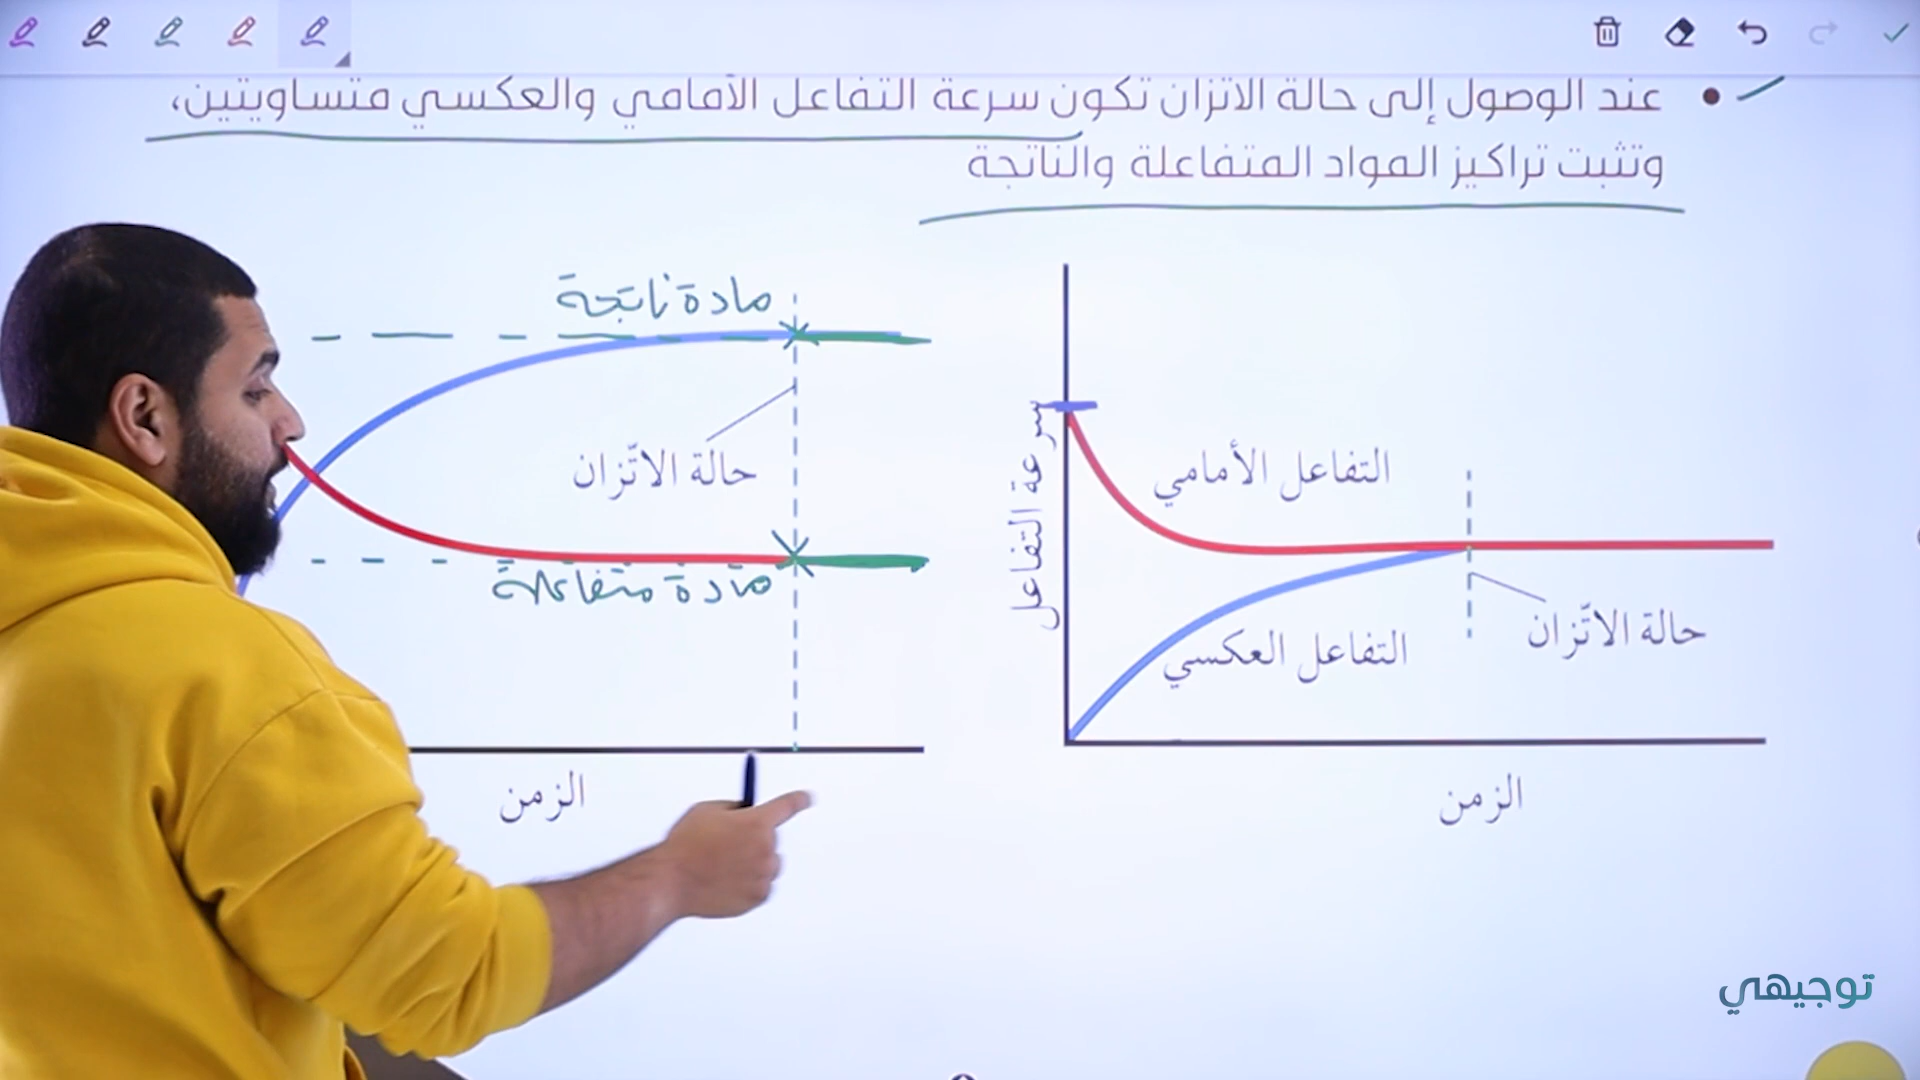 عند الوصول إلى حالة الاتزان تكون سرعة التفاعل الأمامي والعكسي متساويتين،
وتثبت تراكيز المواد المتفاعلة والناتجة
سرعة التفاعل
التفاعل الأمامي
التفاعل العكسي
حالة الاتّزان
الزمن
مادة ناتجة
حالة الاتّزان
مادة متفاعلة
الزمن
توجيهي